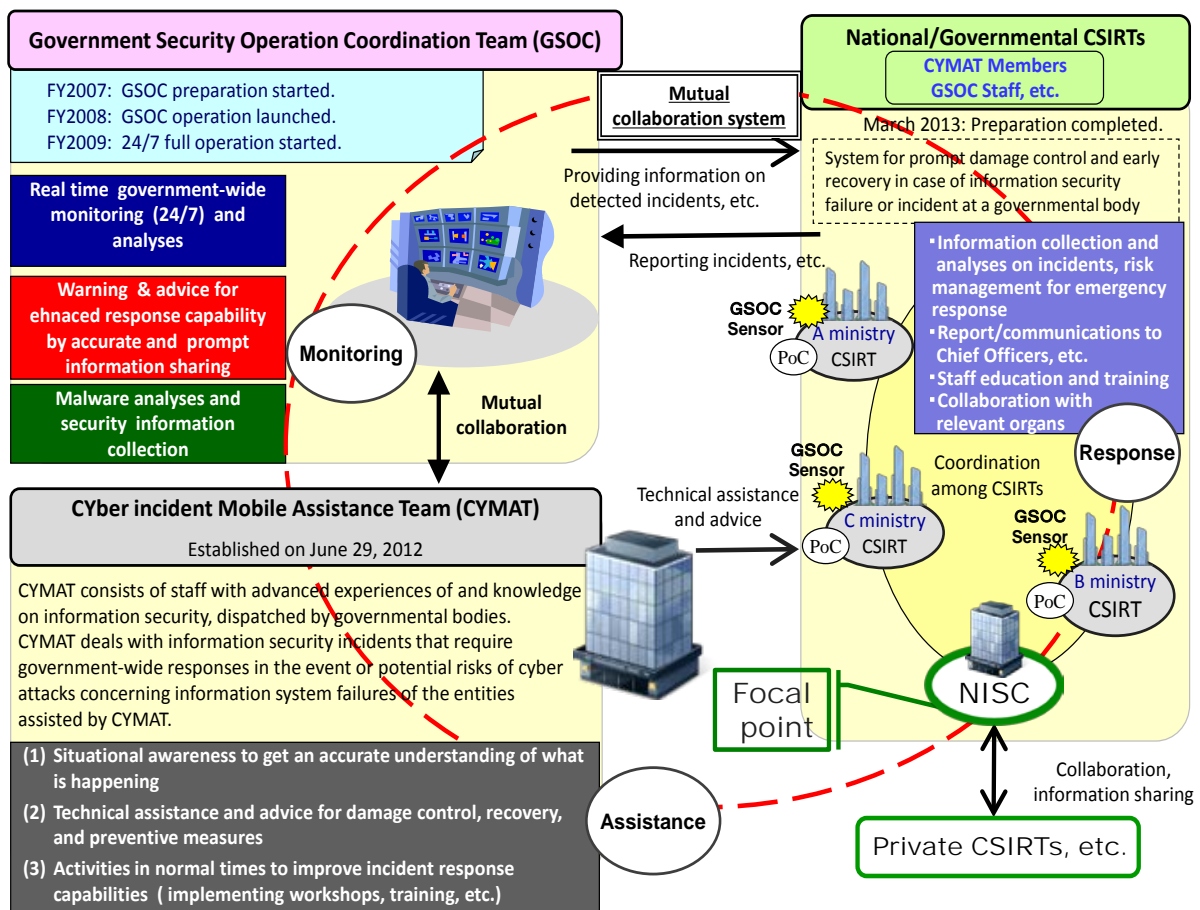 Government Security Operation Coordination Team (GSOC)
FY2007: GSOC preparation started.
FY2008: GSOC operation launched.
FY2009: 24/7 full operation started.
Real time government-wide
monitoring (24/7) and
analyses
Warning & advice for
ehnaced response capability
by accurate and prompt
information sharing
Malware analyses and
security information
collection
Monitoring
Mutual
collaboration
Mutual
collaboration system
Providing information on
detected incidents, etc.
Reporting incidents, etc.
National/Governmental CSIRTs
CYMAT Members
GSOC Staff, etc.
March 2013: Preparation completed.
System for prompt damage control and early
recovery in case of information security
failure or incident at a governmental body
▪Information collection and
analyses on incidents, risk
management for emergency
response
▪Report/communications to
Chief Officers, etc.
▪Staff education and training
▪Collaboration with
relevant organs
Response
GSOC
Sensor
A ministry
PoC
CSIRT
GSOC
Sensor
C ministry
PoC
CSIRT
Coordination
among CSIRTs
GSOC
Sensor
B ministry
PoC
CSIRT
Technical assistance
and advice
CYber incident Mobile Assistance Team (CYMAT)
Established on June 29, 2012
CYMAT consists of staff with advanced experiences of and knowledge
on information security, dispatched by governmental bodies.
CYMAT deals with information security incidents that require
government-wide responses in the event or potential risks of cyber
attacks concerning information system failures of the entities
assisted by CYMAT.
(1) Situational awareness to get an accurate understanding of what
is happening
(2) Technical assistance and advice for damage control, recovery,
and preventive measures
(3) Activities in normal times to improve incident response
capabilities ( implementing workshops, training, etc.)
Assistance
Focal
point
NISC
Collaboration,
information sharing
Private CSIRTs, etc.